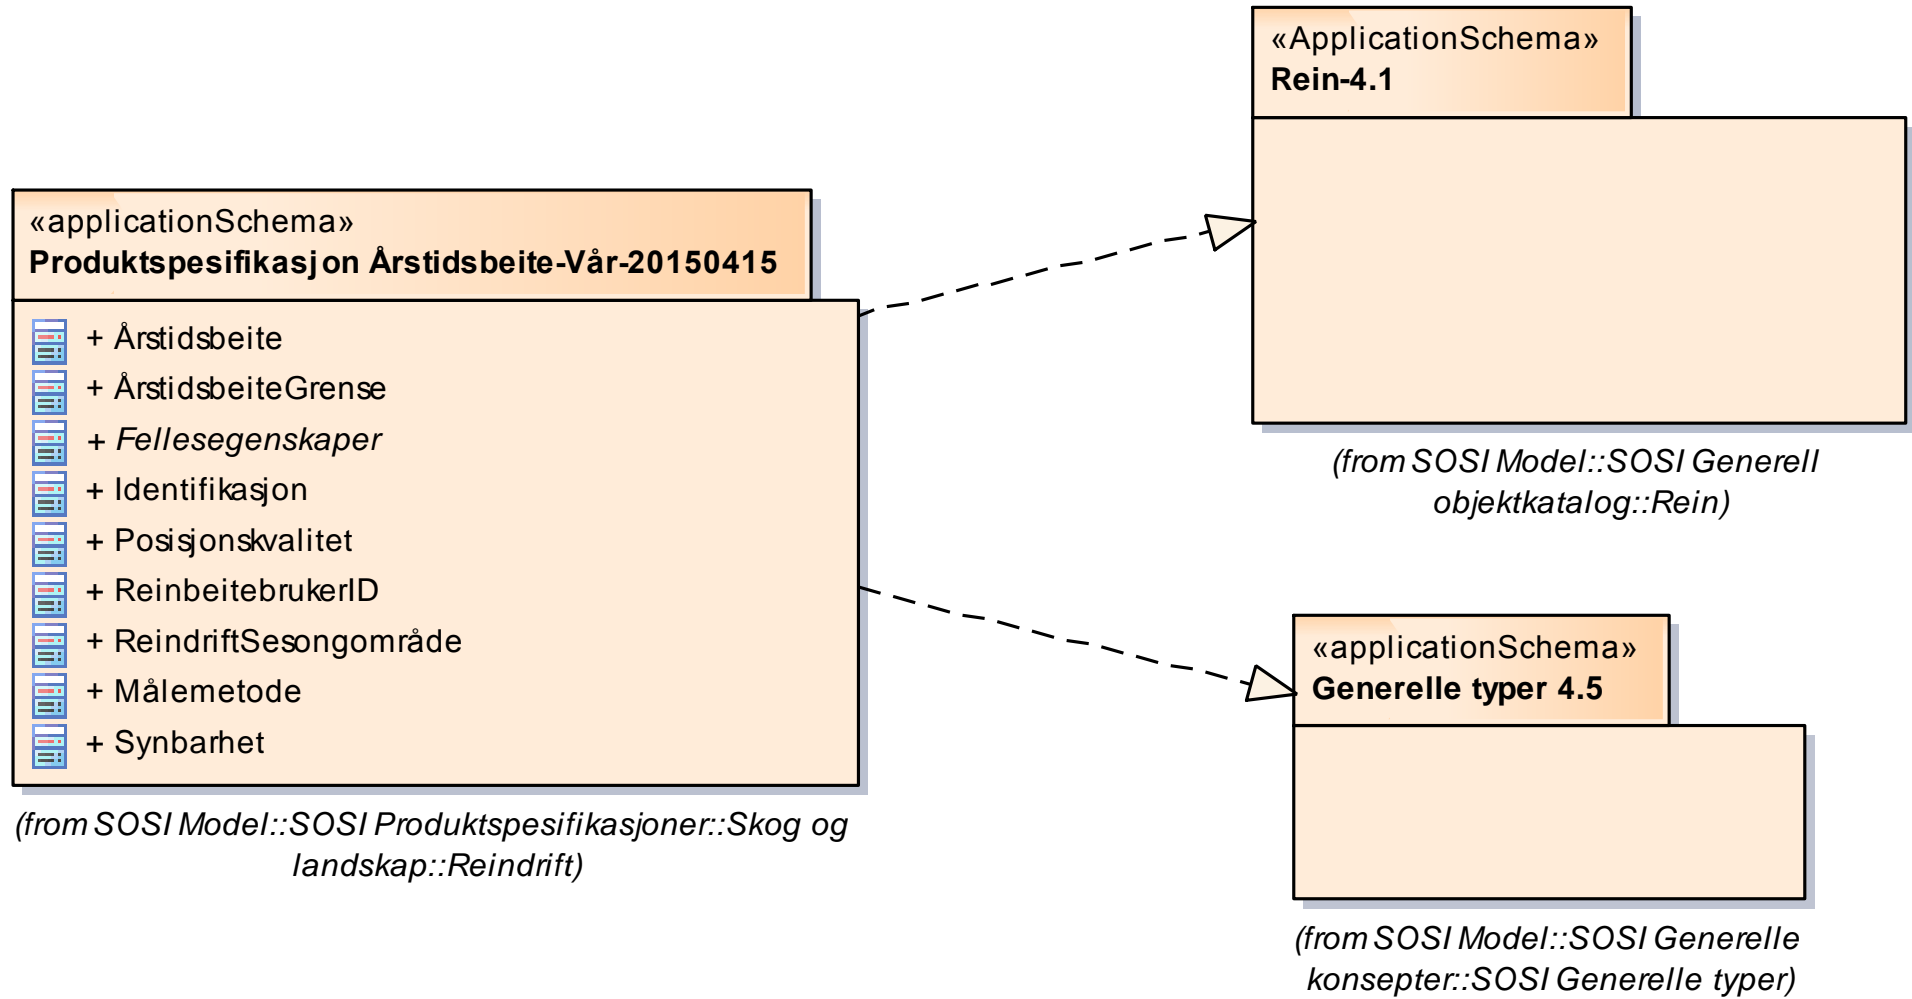 «applicationSchema»
Produktspesifikasjon Årstidsbeite-Vår-20150415
+ Årstidsbeite
+ ÅrstidsbeiteGrense
+ Fellesegenskaper
+ Identifikasjon
+ Posisjonskvalitet
+ ReinbeitebrukerID
+ ReindriftSesongområde
+ Målemetode
+ Synbarhet
(from SOSI Model::SOSI Produktspesifikasjoner::Skog og
landskap::Reindrift)
«ApplicationSchema»
Rein-4.1
(from SOSI Model::SOSI Generell
objektkatalog::Rein)
«applicationSchema»
Generelle typer 4.5
(from SOSI Model::SOSI Generelle
konsepter::SOSI Generelle typer)